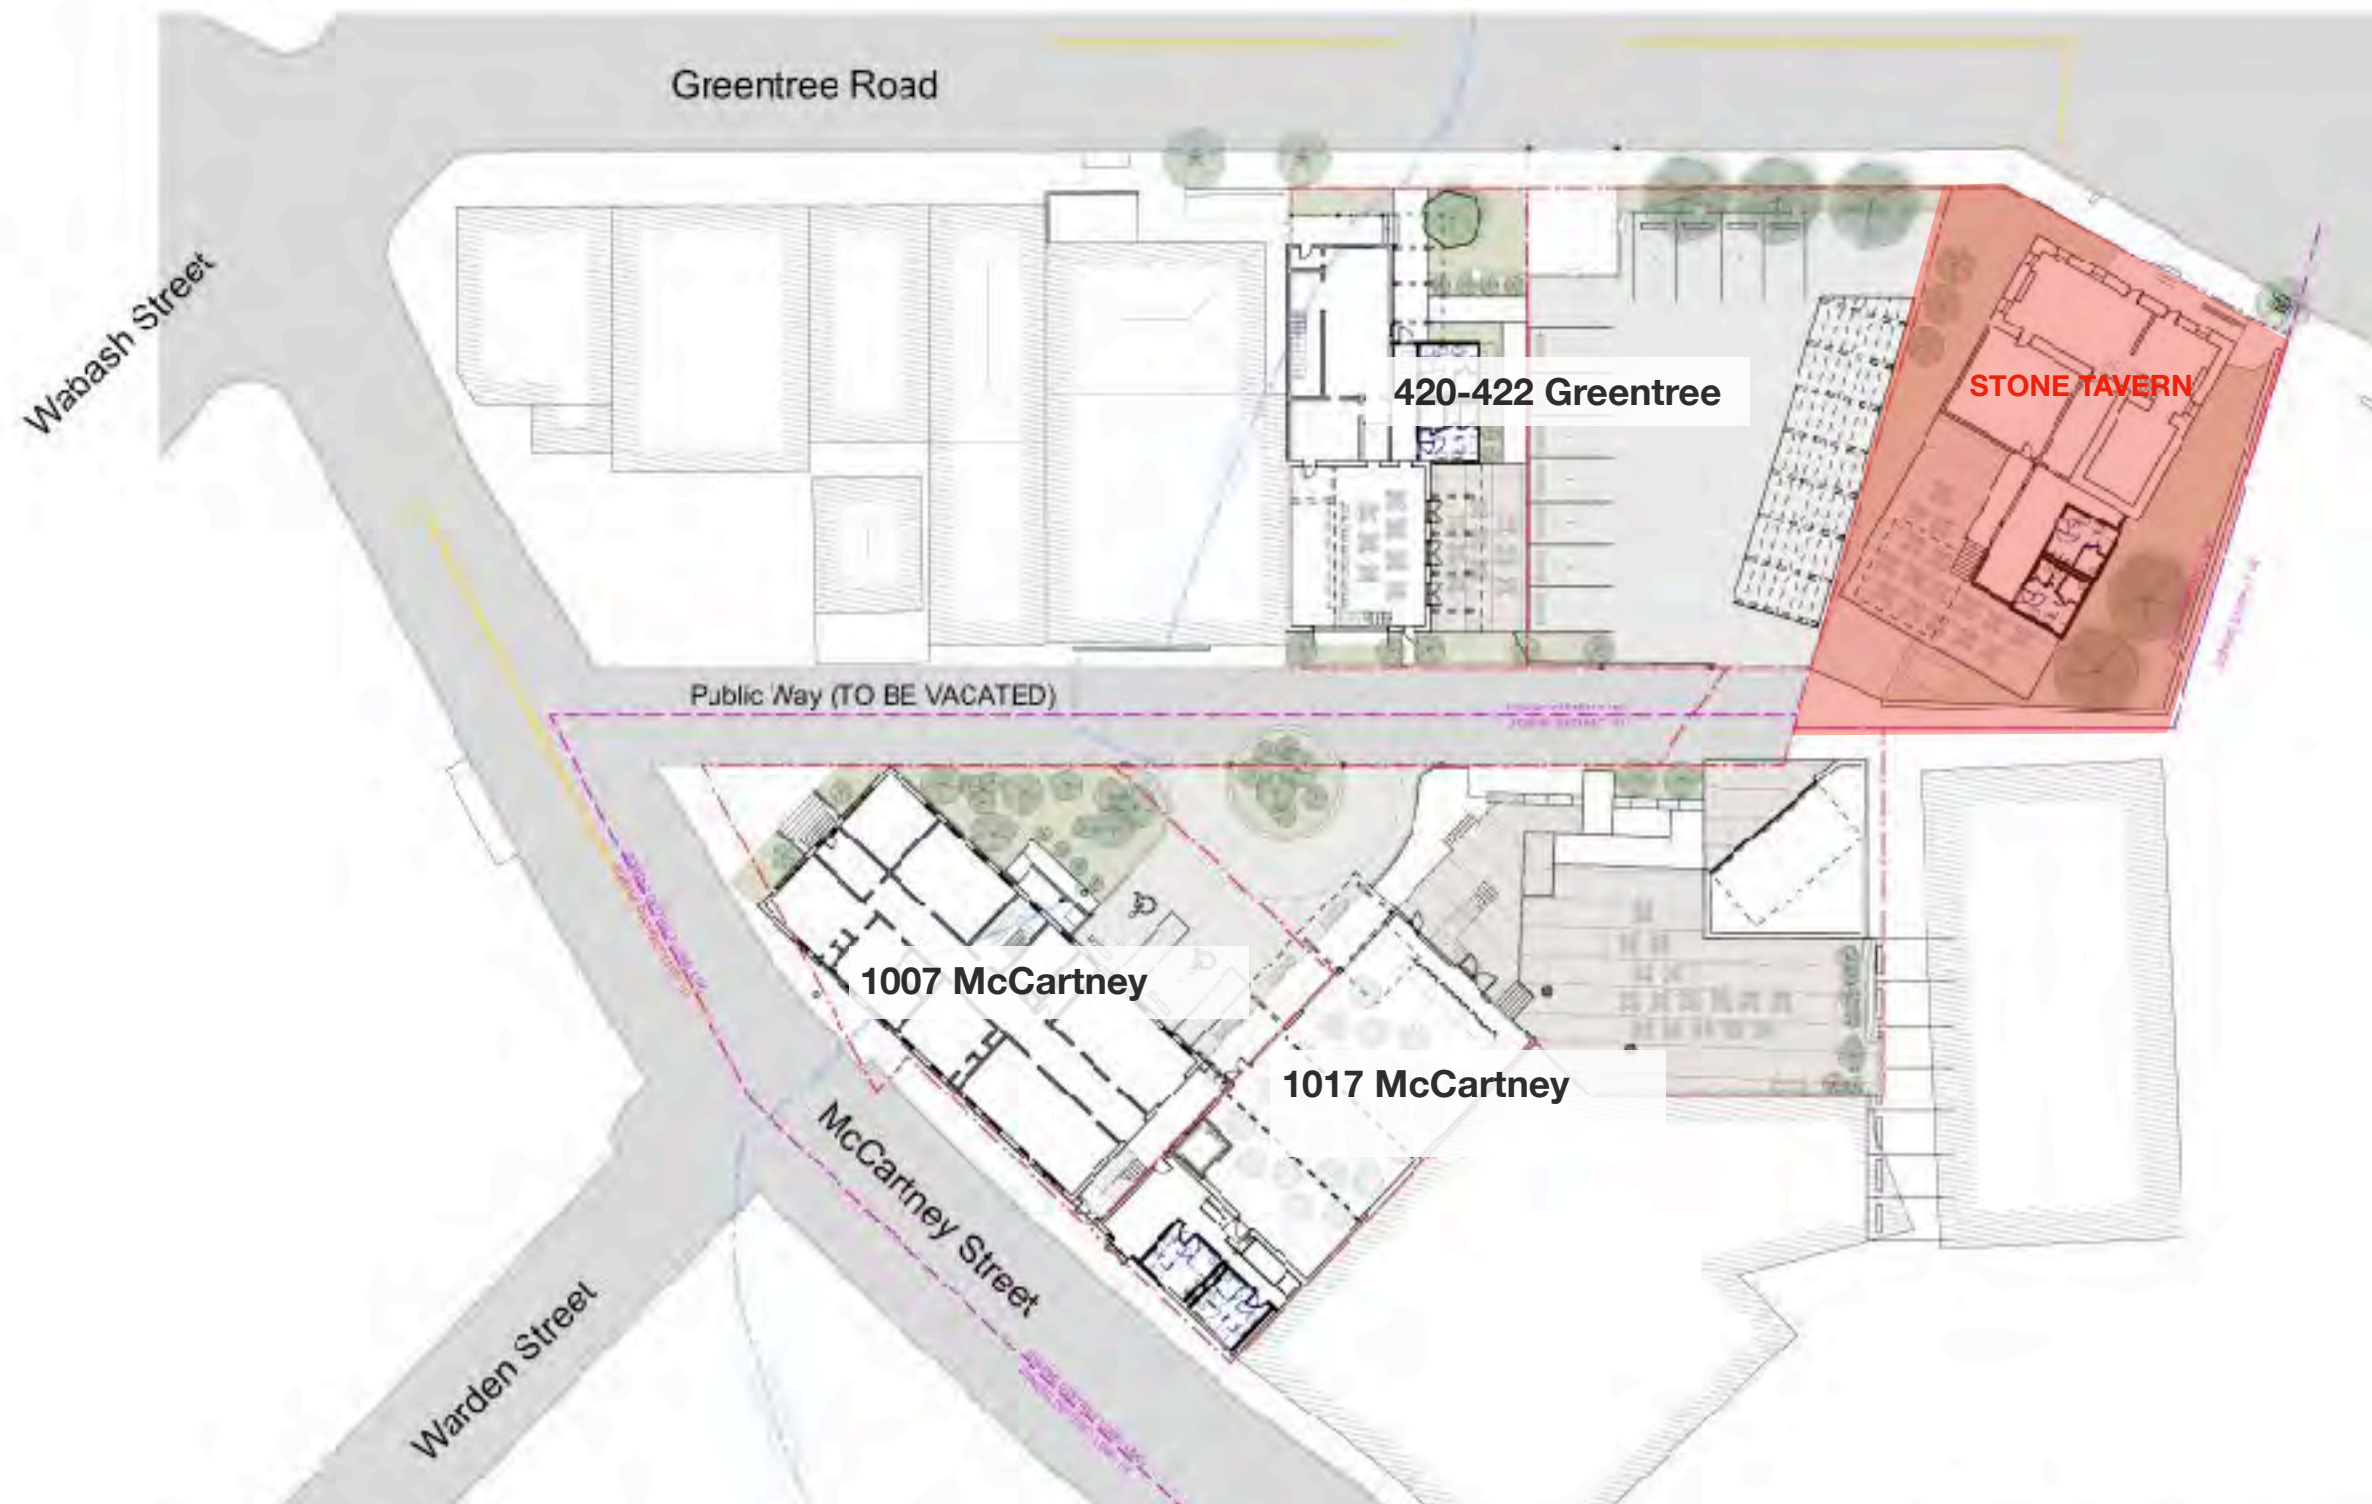 Greentree Road
Wabash Street
420-422 Greentree
STONE TAVERN
Public Way (TO BE VACATED)
1007 McCartney
1017 McCartney
McCartney Street
Warden Street